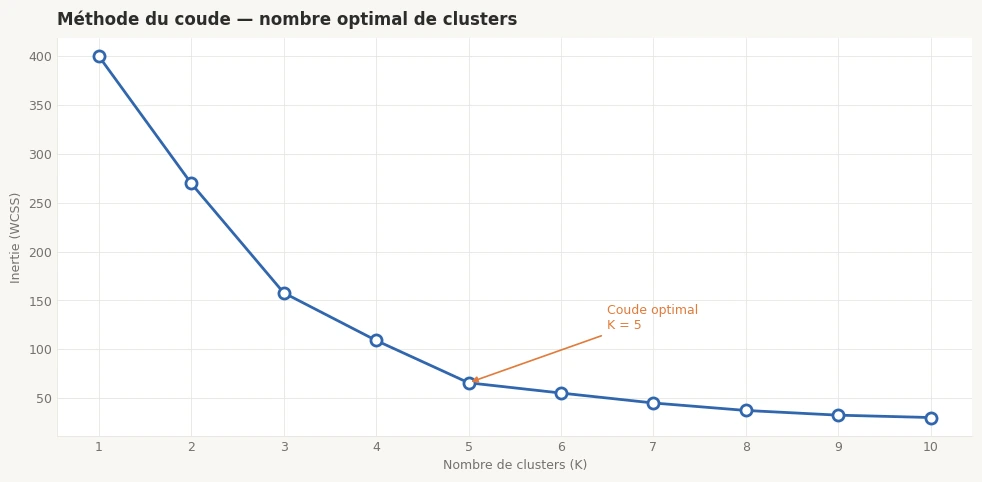 Méthode du coude — nombre optimal de clusters
Inertie (WCSS)
400
350
300
250
200
150
100
50
Coude optimal
K = 5
1 2 3 4 5 6 7 8 9 10
Nombre de clusters (K)